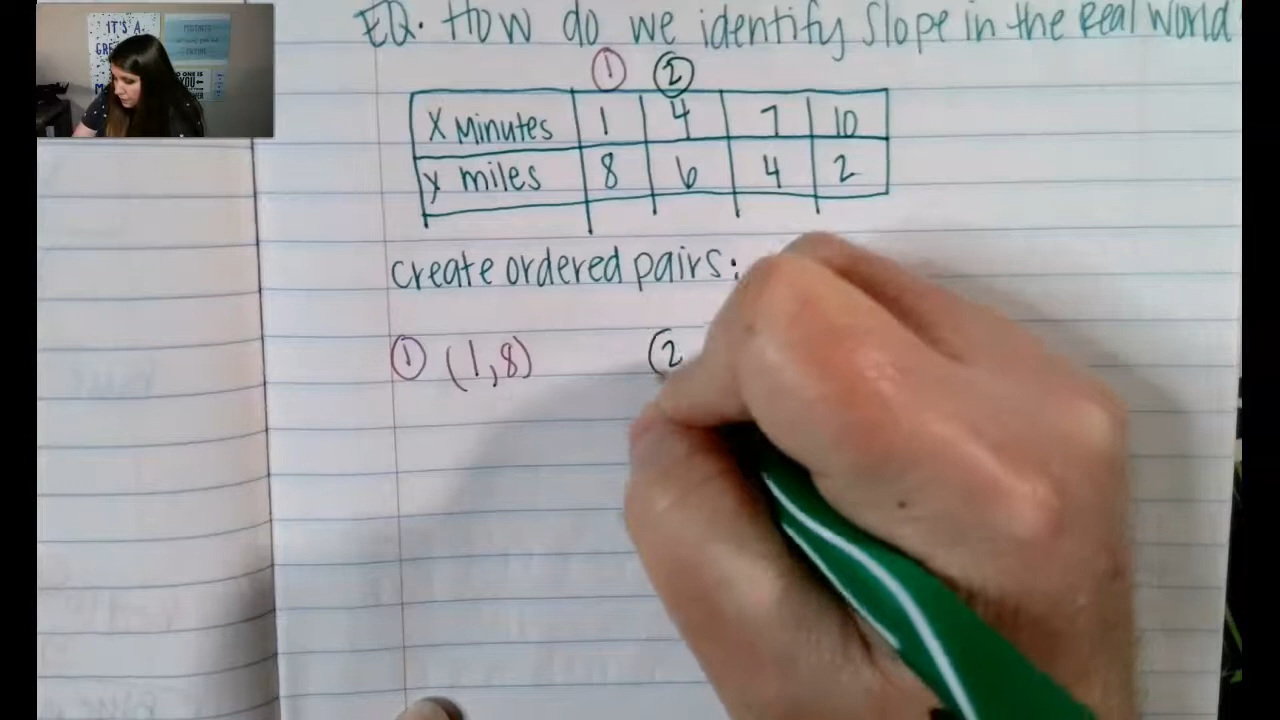 IT'S A
EQ. How do we identify Slope in the Real World
① ②
X Minutes 1 4 7 10
y miles 8 6 4 2
create ordered pairs:
① (1,8) (2